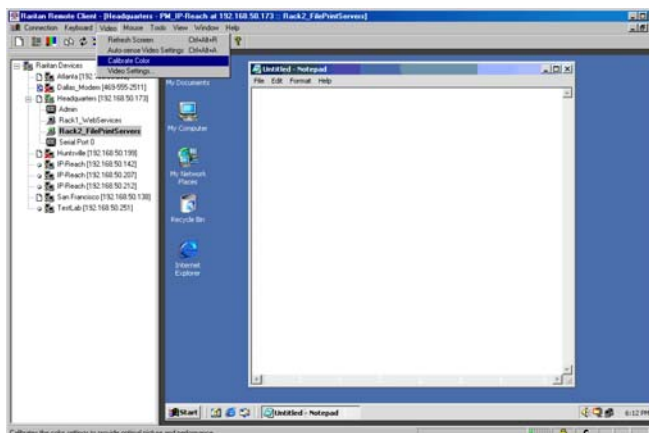 Raritan Remote Client - [Headquarters - PM_IP-Reach at 192.168.50.173 :: Rack2_FilePrintServers]
Connection Keyboard Video Mouse Tools View Window Help
Refresh Screen Ctrl+Alt+R
Auto-sense Video Settings Ctrl+Alt+A
Calibrate Color
Video Settings...
Raritan Devices
Atlanta [192.
Dallas_Modem [469-555-2511]
Headquarters [192.168.50.173]
Admin
Rack1_WebServices
Rack2_FilePrintServers
Serial Port 0
Huntsville [192.168.50.199]
IP-Reach [192.168.50.142]
IP-Reach [192.168.50.207]
IP-Reach [192.168.50.212]
San Francisco [192.168.50.138]
TestLab [192.168.50.251]
My Documents
My Computer
My Network
Places
Recycle Bin
Internet
Explorer
Untitled - Notepad
File Edit Format Help
Start
Untitled - Notepad
6:12 PM